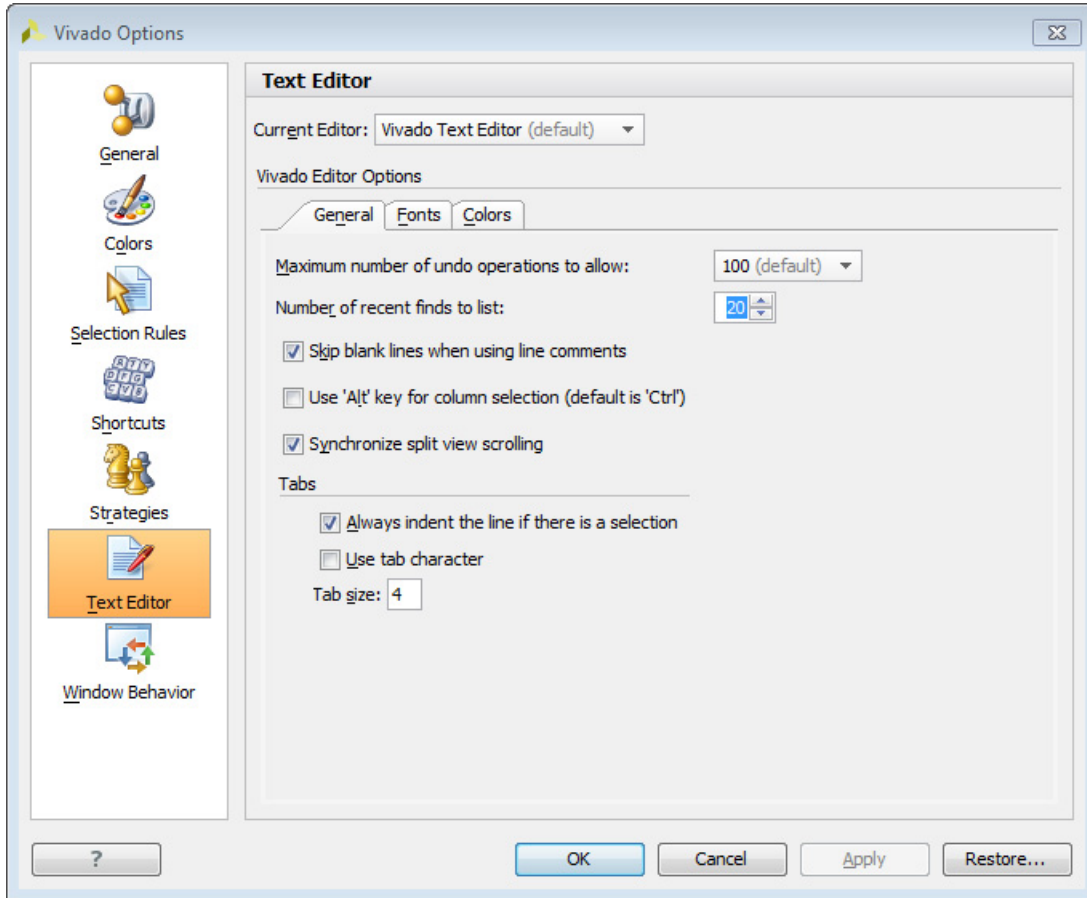 Vivado Options
General
Colors
Selection Rules
Shortcuts
Strategies
Text Editor
Window Behavior
Text Editor
Current Editor: Vivado Text Editor (default)
Vivado Editor Options
General Fonts Colors
Maximum number of undo operations to allow: 100 (default)
Number of recent finds to list: 20
Skip blank lines when using line comments
Use 'Alt' key for column selection (default is 'Ctrl')
Synchronize split view scrolling
Tabs
Always indent the line if there is a selection
Use tab character
Tab size: 4
? OK Cancel Apply Restore...